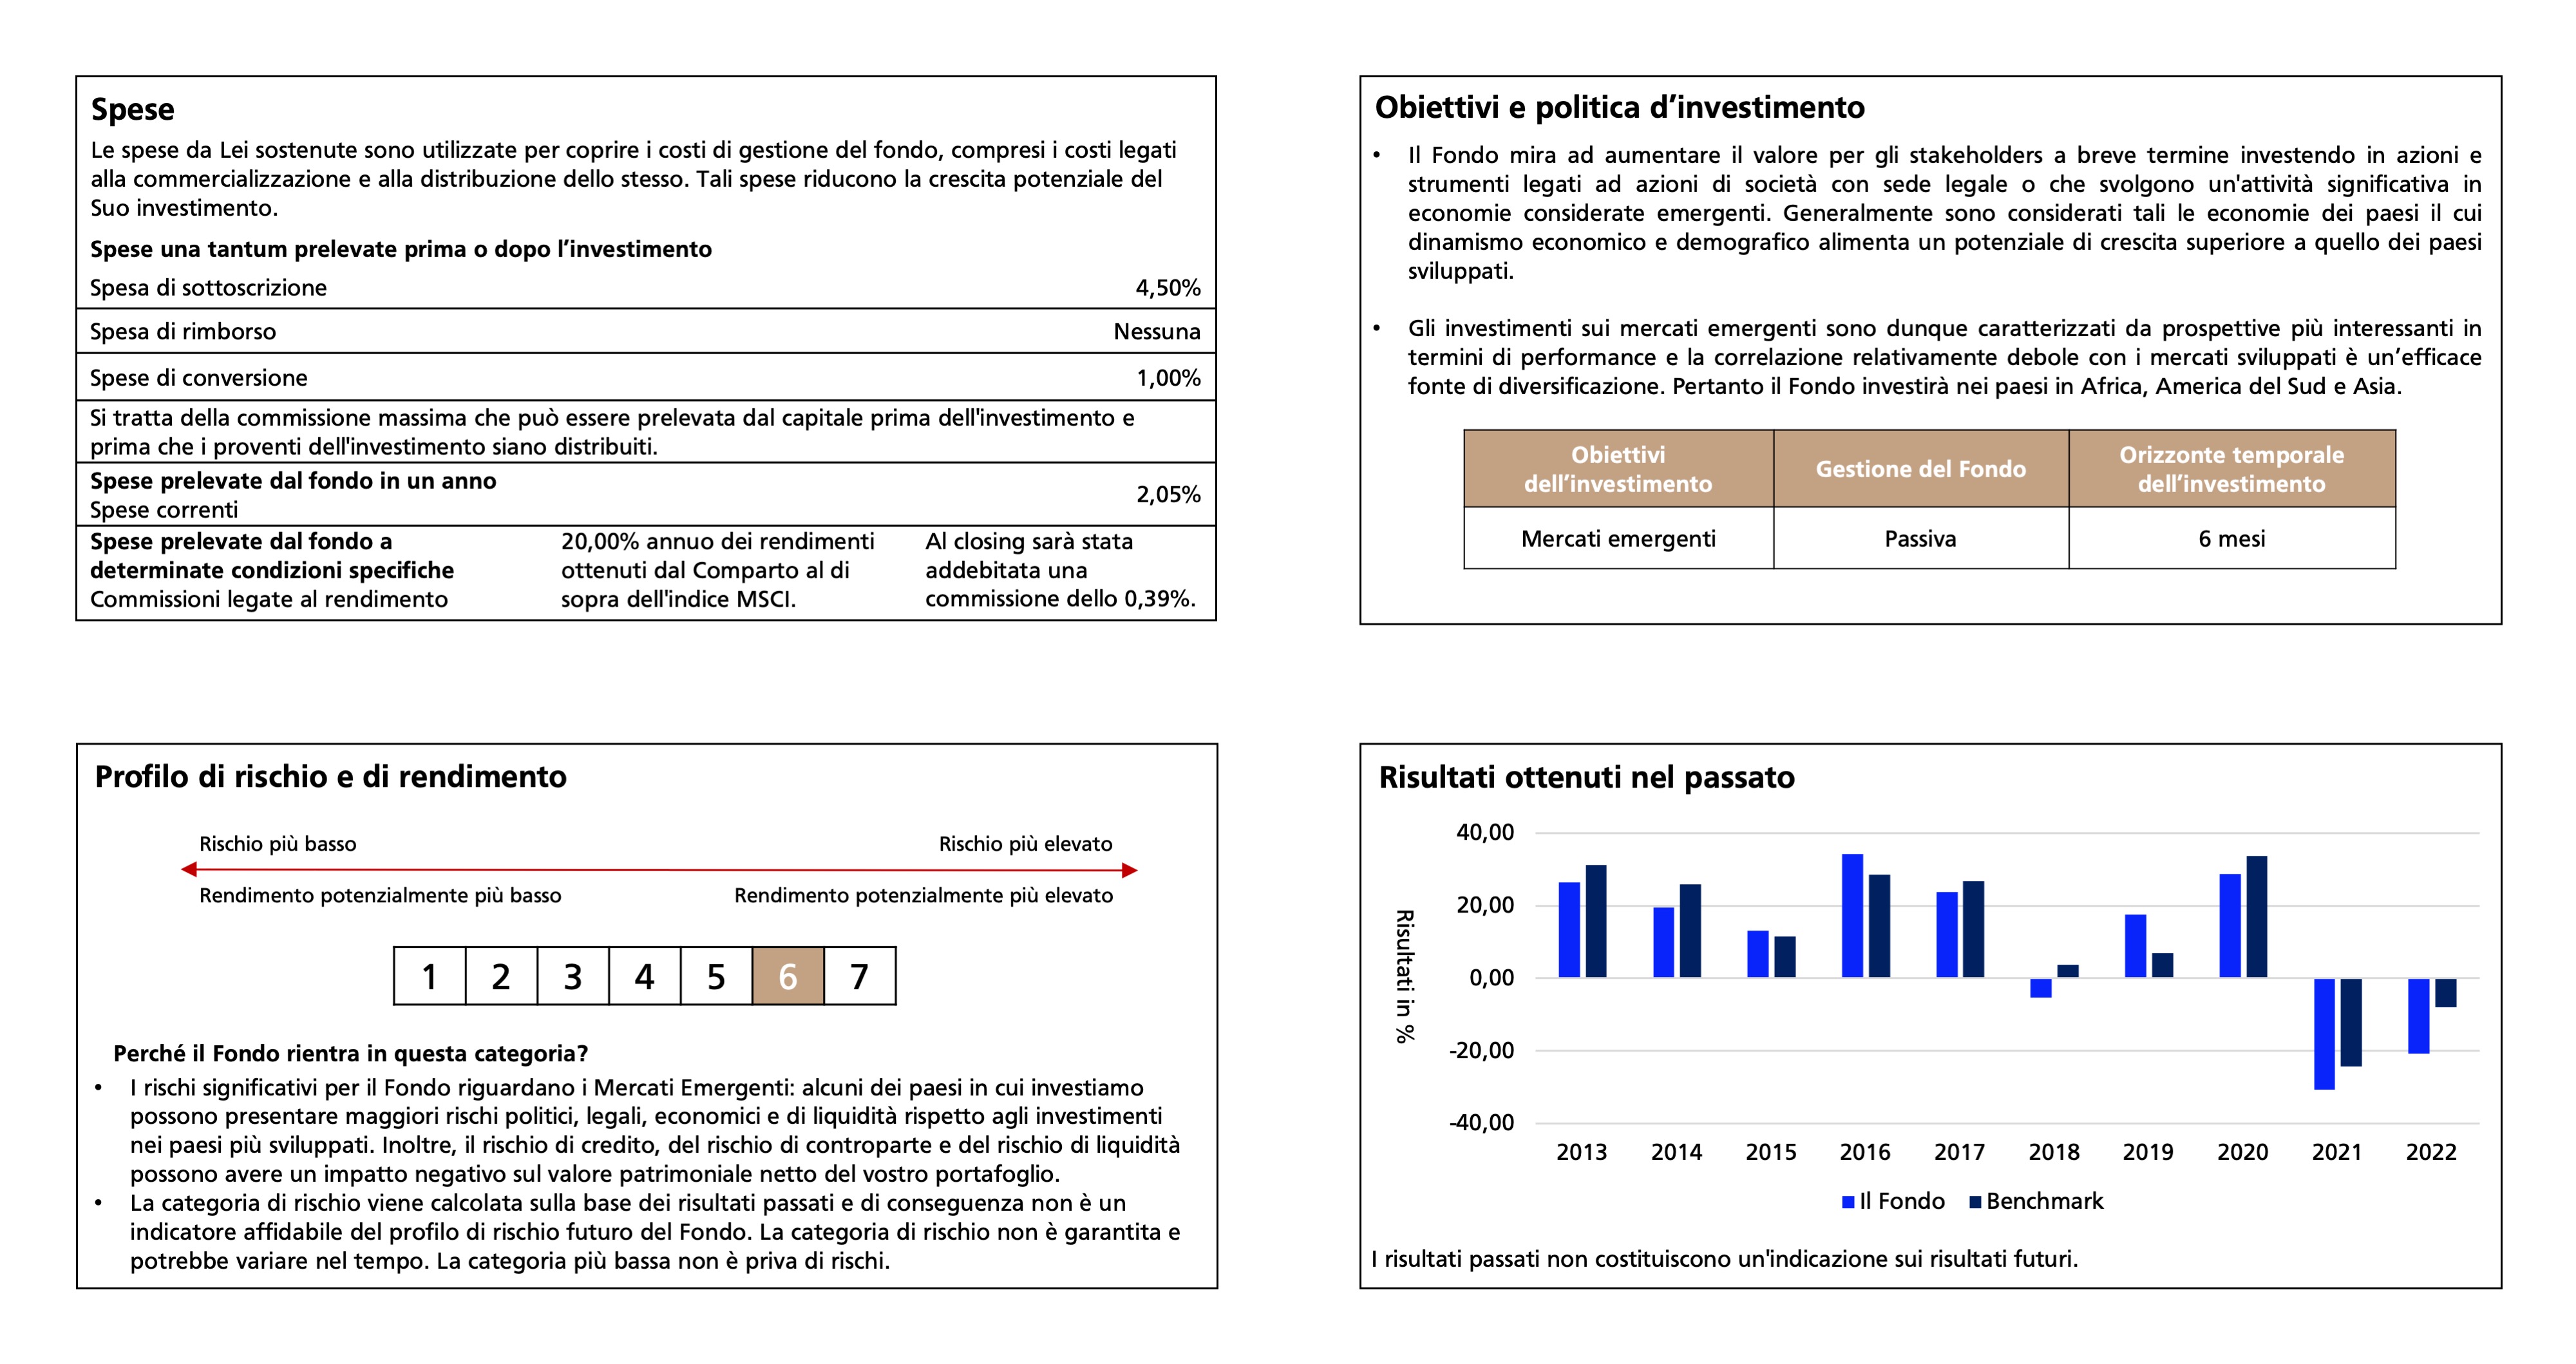 Spese
Le spese da Lei sostenute sono utilizzate per coprire i costi di gestione del fondo, compresi i costi legati
alla commercializzazione e alla distribuzione dello stesso. Tali spese riducono la crescita potenziale del
Suo investimento.
Spese una tantum prelevate prima o dopo l’investimento
Spesa di sottoscrizione 4,50%
Spesa di rimborso Nessuna
Spese di conversione 1,00%
Si tratta della commissione massima che può essere prelevata dal capitale prima dell'investimento e
prima che i proventi dell'investimento siano distribuiti.
Spese prelevate dal fondo in un anno
Spese correnti
2,05%
Spese prelevate dal fondo a
determinate condizioni specifiche
Commissioni legate al rendimento
20,00% annuo dei rendimenti
ottenuti dal Comparto al di
sopra dell'indice MSCI.
Al closing sarà stata
addebitata una
commissione dello 0,39%.
Obiettivi e politica d’investimento
• Il Fondo mira ad aumentare il valore per gli stakeholders a breve termine investendo in azioni e
strumenti legati ad azioni di società con sede legale o che svolgono un'attività significativa in
economie considerate emergenti. Generalmente sono considerati tali le economie dei paesi il cui
dinamismo economico e demografico alimenta un potenziale di crescita superiore a quello dei paesi
sviluppati.
• Gli investimenti sui mercati emergenti sono dunque caratterizzati da prospettive più interessanti in
termini di performance e la correlazione relativamente debole con i mercati sviluppati è un’efficace
fonte di diversificazione. Pertanto il Fondo investirà nei paesi in Africa, America del Sud e Asia.
Obiettivi
dell’investimento
Gestione del Fondo
Orizzonte temporale
dell’investimento
Mercati emergenti
Passiva
6 mesi
Profilo di rischio e di rendimento
Rischio più basso
Rischio più elevato
Rendimento potenzialmente più basso
Rendimento potenzialmente più elevato
1 2 3 4 5 6 7
Perché il Fondo rientra in questa categoria?
• I rischi significativi per il Fondo riguardano i Mercati Emergenti: alcuni dei paesi in cui investiamo
possono presentare maggiori rischi politici, legali, economici e di liquidità rispetto agli investimenti
nei paesi più sviluppati. Inoltre, il rischio di credito, del rischio di controparte e del rischio di liquidità
possono avere un impatto negativo sul valore patrimoniale netto del vostro portafoglio.
• La categoria di rischio viene calcolata sulla base dei risultati passati e di conseguenza non è un
indicatore affidabile del profilo di rischio futuro del Fondo. La categoria di rischio non è garantita e
potrebbe variare nel tempo. La categoria più bassa non è priva di rischi.
Risultati ottenuti nel passato
Risultati in %
40,00
20,00
0,00
-20,00
-40,00
2013 2014 2015 2016 2017 2018 2019 2020 2021 2022
Il Fondo
Benchmark
I risultati passati non costituiscono un'indicazione sui risultati futuri.